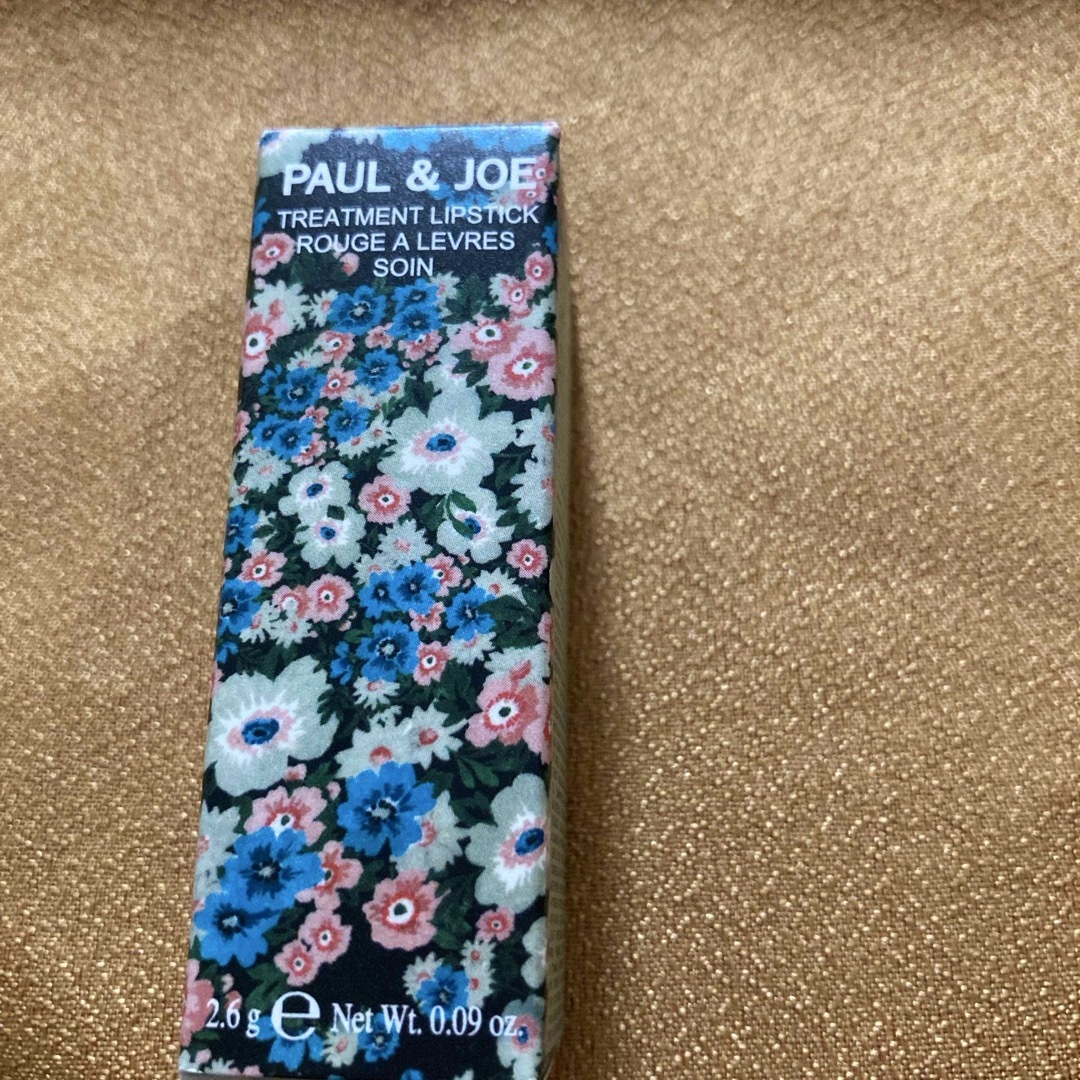 PAUL & JOE
TREATMENT LIPSTICK
ROUGE A LEVRES
SOIN
2.6 g ℮ Net Wt. 0.09 oz.